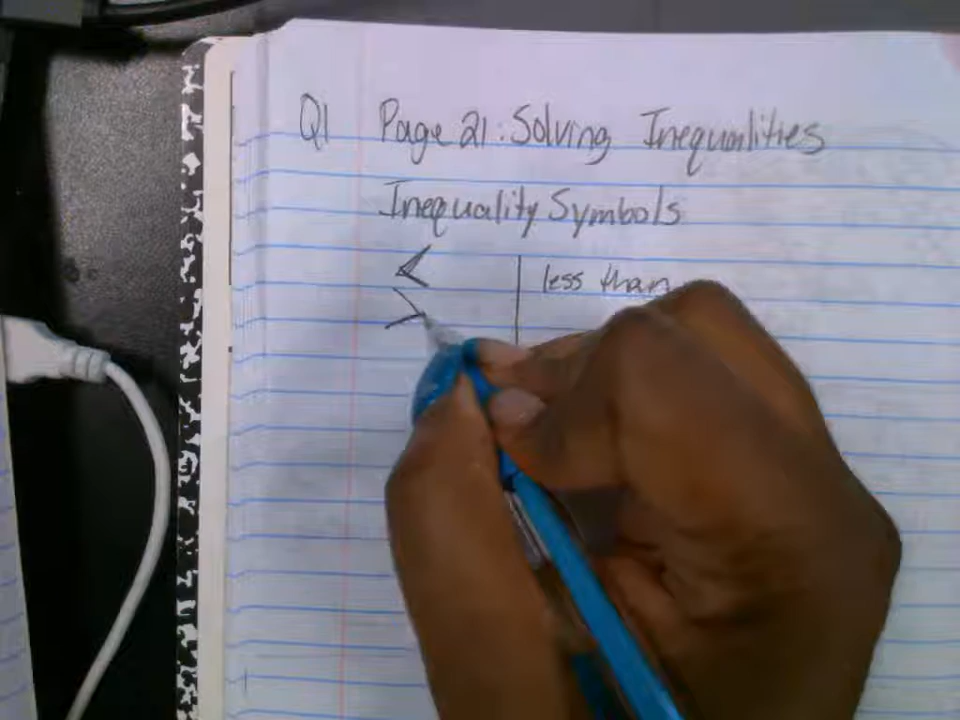 Q1 Page 21: Solving Inequalities
Inequality Symbols
< less than
>